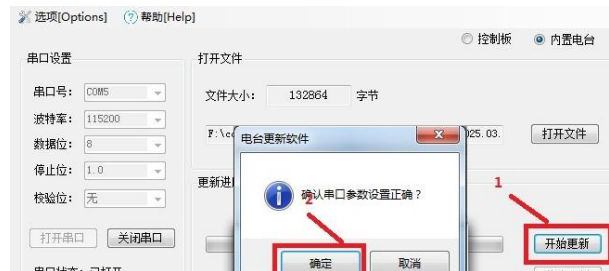 选项[Options] 帮助[Help]
控制板 内置电台
串口设置 打开文件
串口号: COM5 文件大小: 132864 字节
波特率: 115200
数据位: 8 电台更新软件 025.03. 打开文件
停止位: 1.0
校验位: 无 更新进 确认串口参数设置正确? 1
2
打开串口 关闭串口 开始更新
确定 取消
串口状态: 已打开